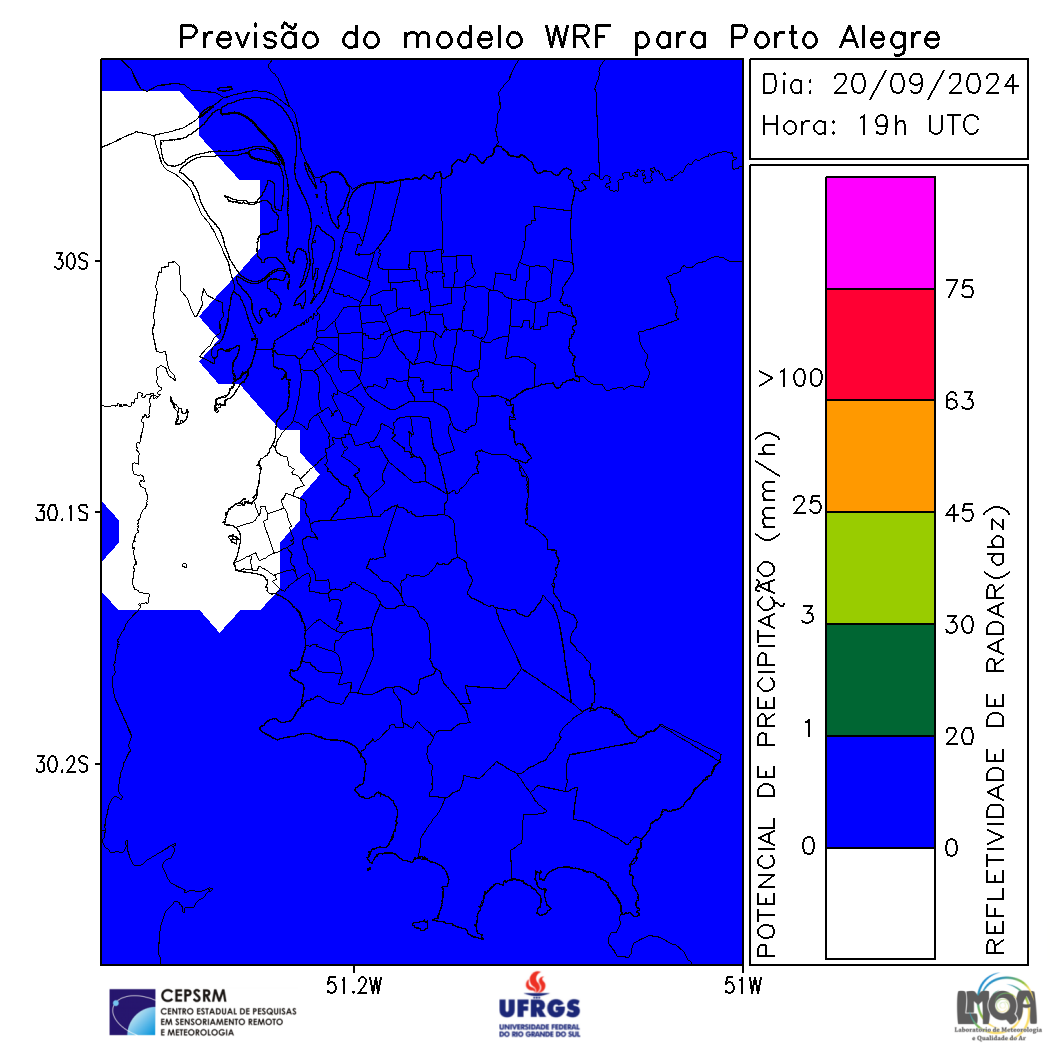 Previsão do modelo WRF para Porto Alegre
Dia: 20/09/2024
Hora: 19h UTC
30S
30.1S
30.2S
51.2W
51W
POTENCIAL DE PRECIPITAÇÃO (mm/h)
>100
25
3
1
0
75
63
45
30
20
0
REFLETIVIDADE DE RADAR(dbz)
CEPSRM
CENTRO ESTADUAL DE PESQUISAS
EM SENSORIAMENTO REMOTO
E METEOROLOGIA
UFRGS
UNIVERSIDADE FEDERAL
DO RIO GRANDE DO SUL
LMQA
Laboratório de Meteorologia
e Qualidade do Ar